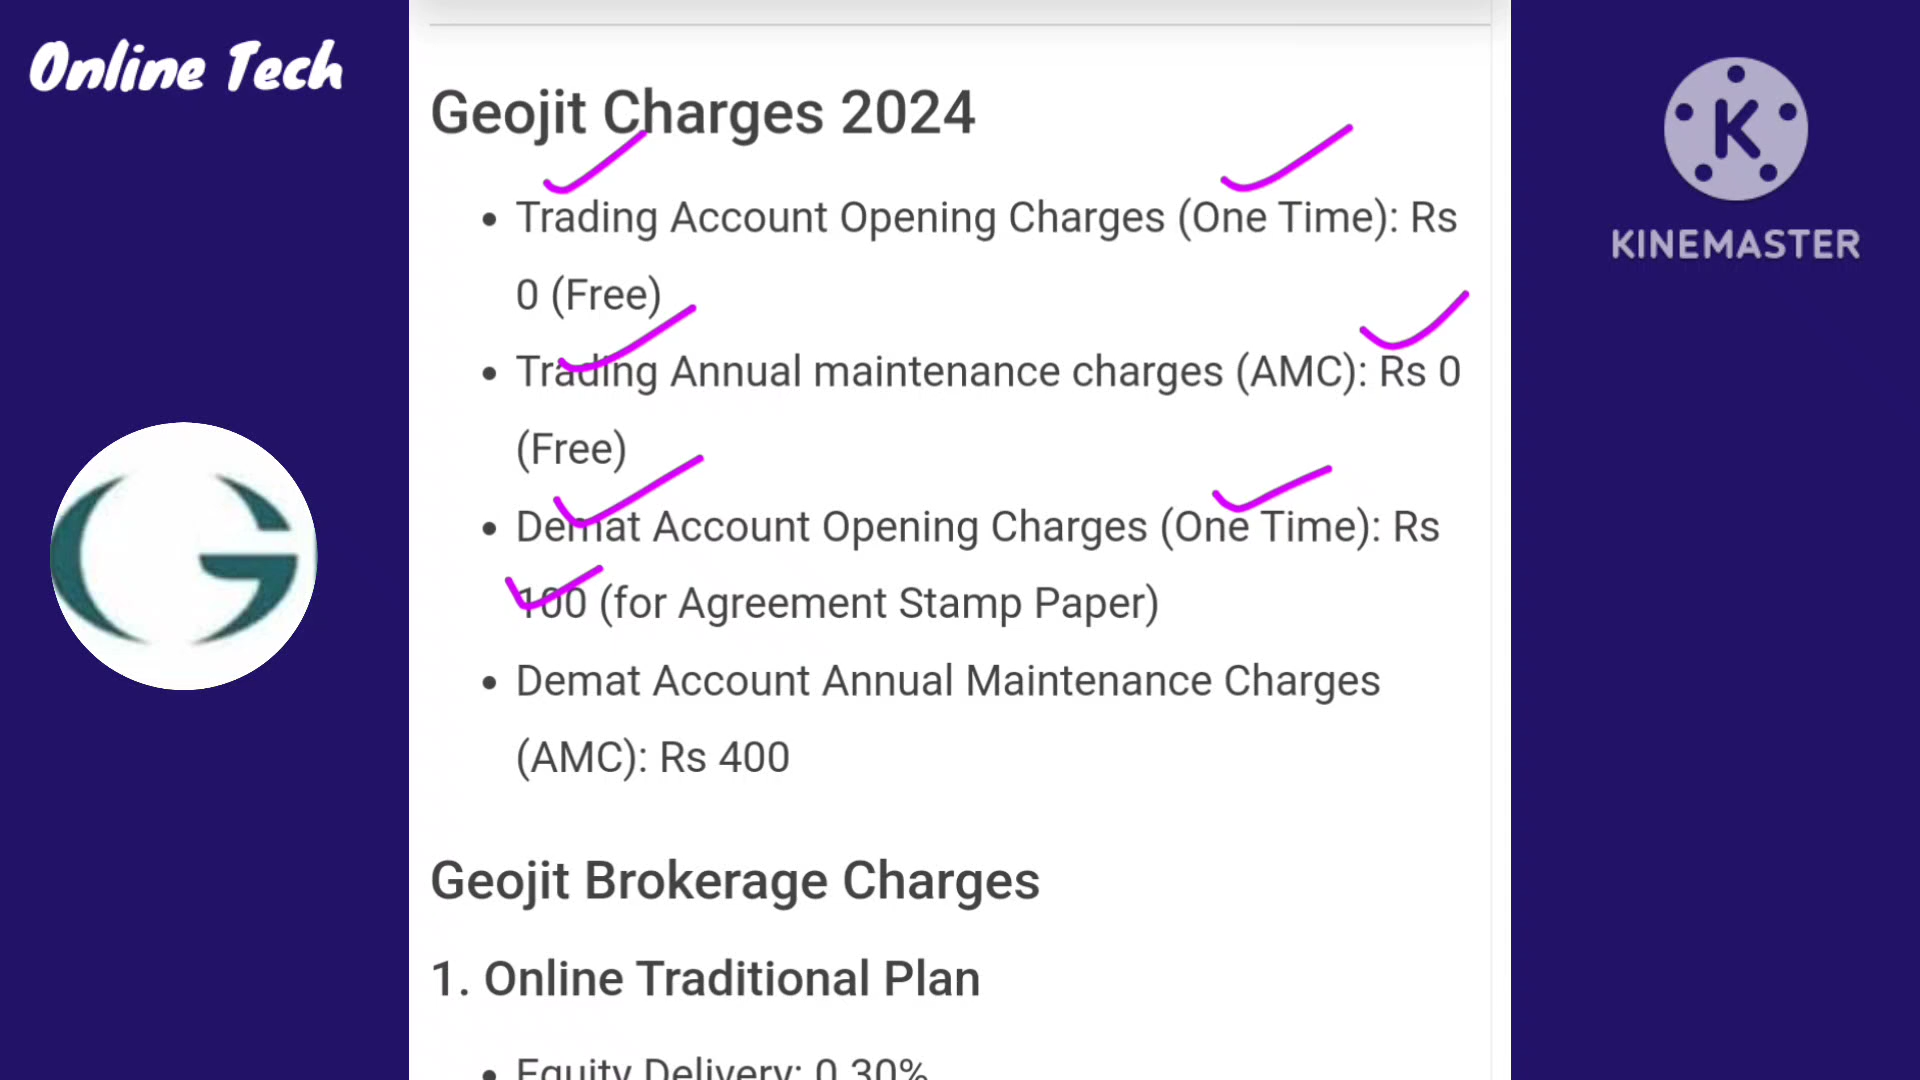 Online Tech
Geojit Charges 2024
• Trading Account Opening Charges (One Time): Rs
0 (Free)
• Trading Annual maintenance charges (AMC): Rs 0
(Free)
• Demat Account Opening Charges (One Time): Rs
100 (for Agreement Stamp Paper)
• Demat Account Annual Maintenance Charges
(AMC): Rs 400
Geojit Brokerage Charges
1. Online Traditional Plan
• Equity Delivery: 0.30%
K
KINEMASTER
G